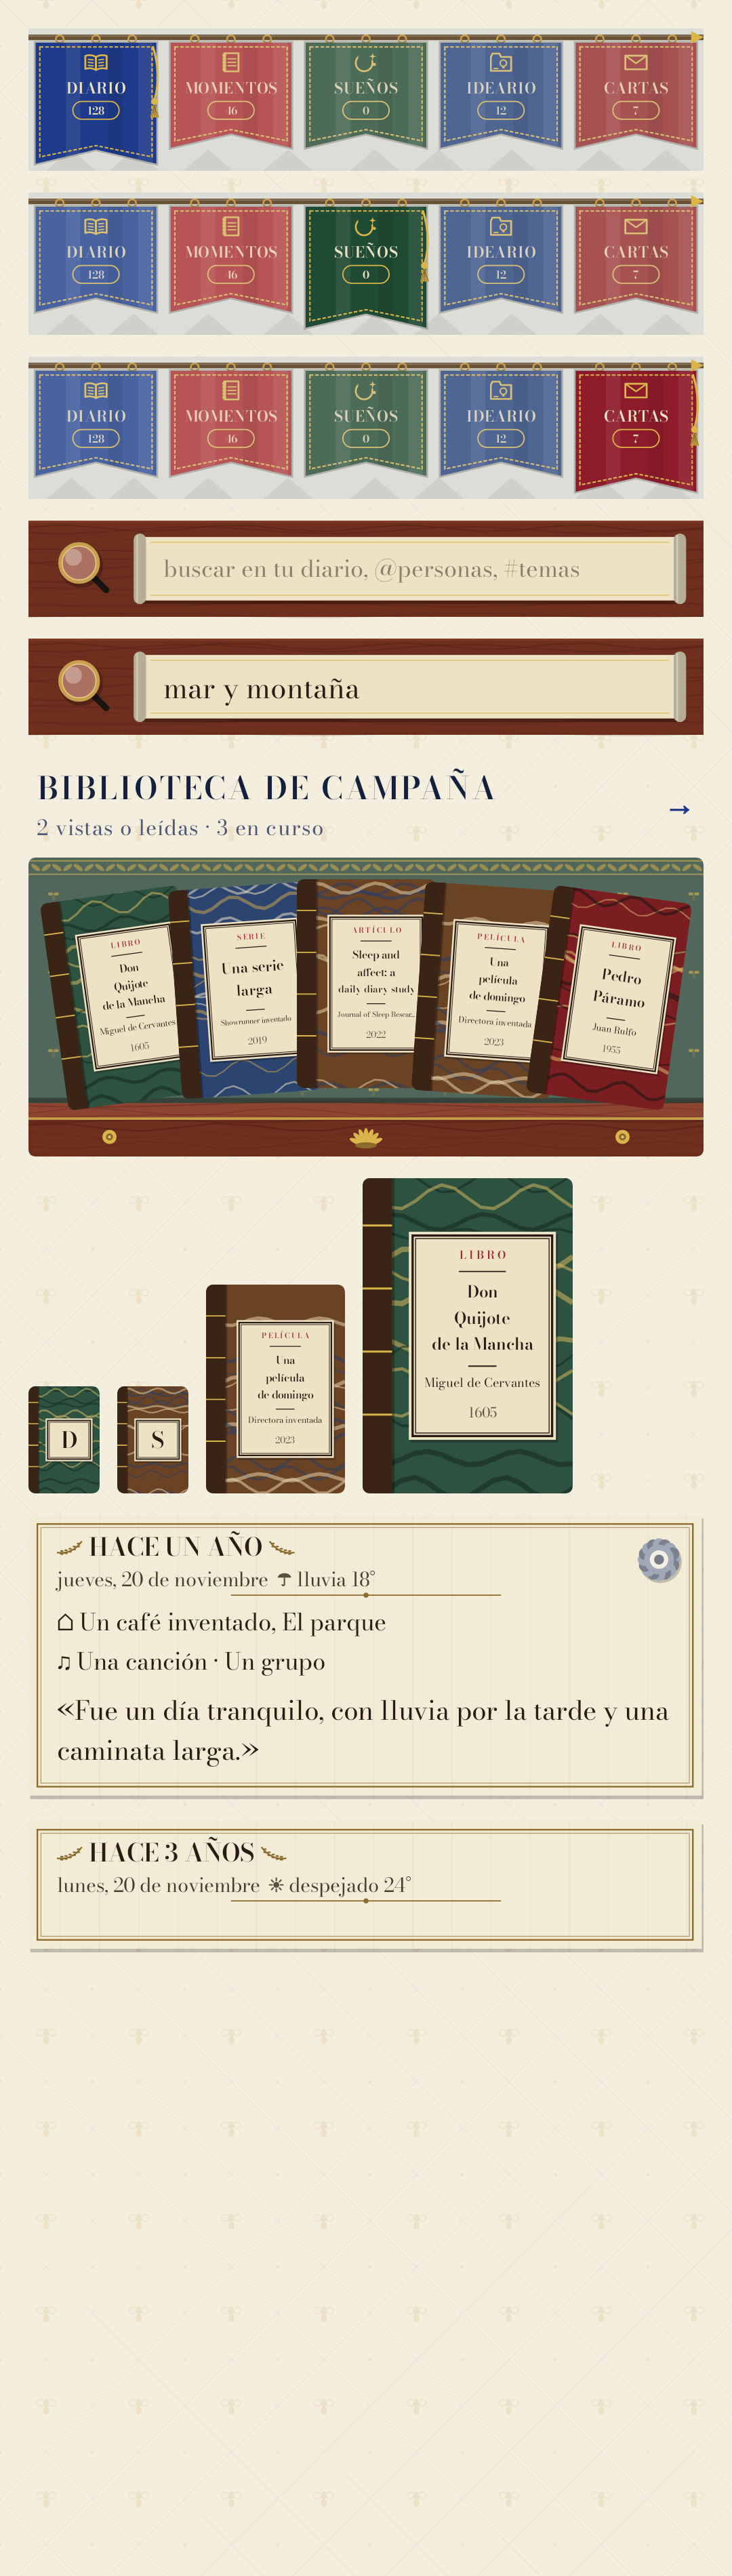 DIARIO MOMENTOS SUEÑOS IDEARIO CARTAS
128 16 0 12 7
DIARIO MOMENTOS SUEÑOS IDEARIO CARTAS
128 16 0 12 7
DIARIO MOMENTOS SUEÑOS IDEARIO CARTAS
128 16 0 12 7
buscar en tu diario, @personas, #temas
mar y montaña
BIBLIOTECA DE CAMPAÑA
→
2 vistas o leídas · 3 en curso
LIBRO
Don
Quijote
de la Mancha
Miguel de Cervantes
1605
SERIE
Una serie
larga
Showrunner inventado
2019
ARTÍCULO
Sleep and
affect: a
daily diary study
Journal of Sleep Resear…
2022
PELÍCULA
Una
película
de domingo
Directora inventada
2023
LIBRO
Pedro
Páramo
Juan Rulfo
1955
D
S
PELÍCULA
Una
película
de domingo
Directora inventada
2023
LIBRO
Don
Quijote
de la Mancha
Miguel de Cervantes
1605
HACE UN AÑO
jueves, 20 de noviembre ☂ lluvia 18°
⌂ Un café inventado, El parque
♫ Una canción · Un grupo
«Fue un día tranquilo, con lluvia por la tarde y una
caminata larga.»
HACE 3 AÑOS
lunes, 20 de noviembre ☀ despejado 24°